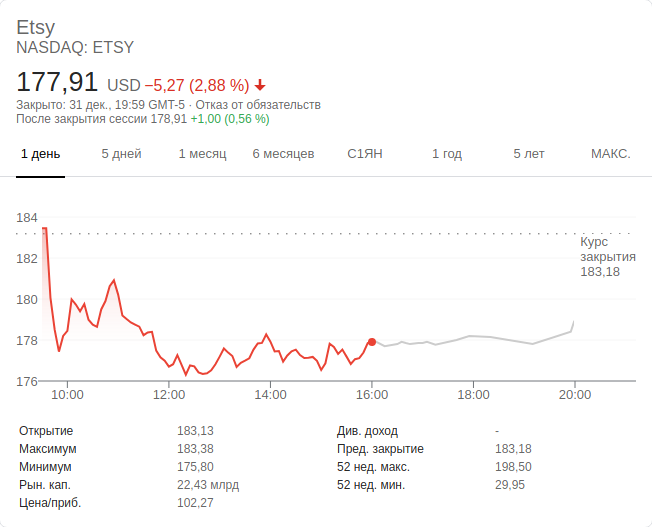 Etsy
NASDAQ: ETSY
177,91 USD −5,27 (2,88 %)
Закрыто: 31 дек., 19:59 GMT-5 · Отказ от обязательств
После закрытия сессии 178,91 +1,00 (0,56 %)
1 день 5 дней 1 месяц 6 месяцев С1ЯН 1 год 5 лет МАКС.
184
182
180
178
176
Курс
закрытия
183,18
10:00 12:00 14:00 16:00 18:00 20:00
Открытие 183,13 Див. доход -
Максимум 183,38 Пред. закрытие 183,18
Минимум 175,80 52 нед. макс. 198,50
Рын. кап. 22,43 млрд 52 нед. мин. 29,95
Цена/приб. 102,27